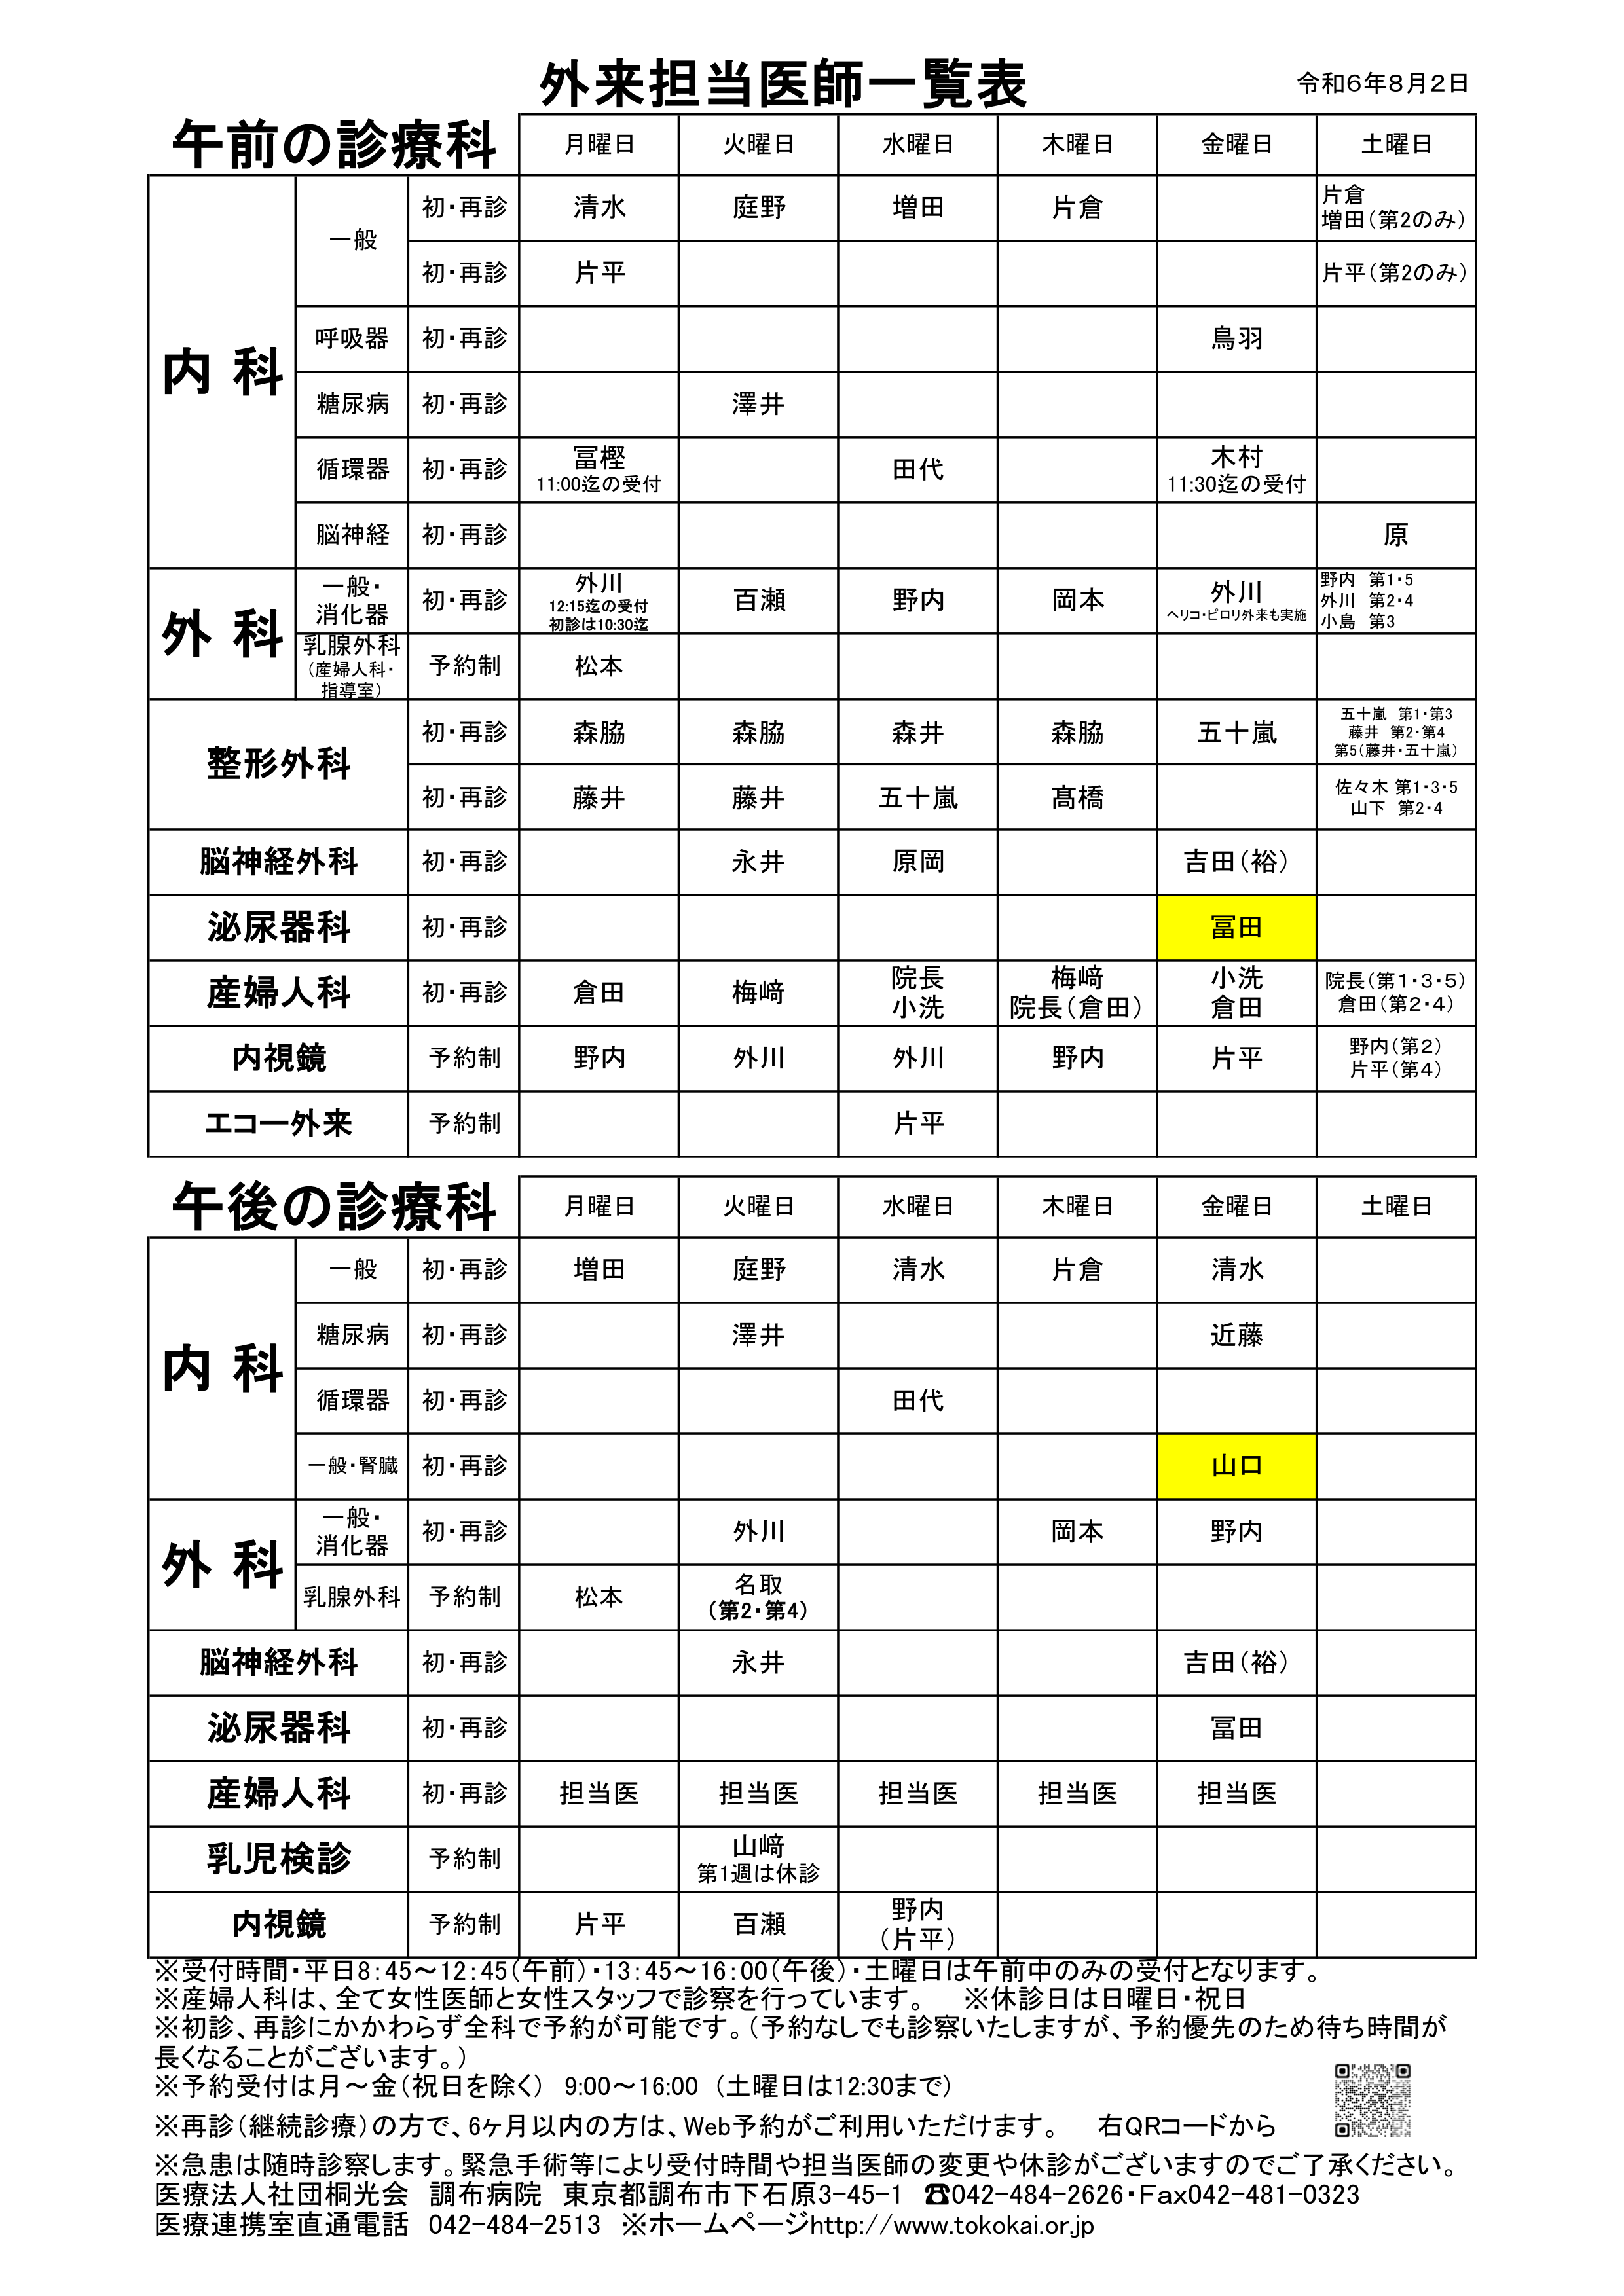 外来担当医師一覧表
令和6年8月2日
午前の診療科 月曜日 火曜日 水曜日 木曜日 金曜日 土曜日
内 科
一般 初・再診 清水 庭野 増田 片倉 片倉
増田（第2のみ）
初・再診 片平 片平（第2のみ）
呼吸器 初・再診 鳥羽
糖尿病 初・再診 澤井
循環器 初・再診 冨樫 田代 木村
11:00迄の受付 11:30迄の受付
脳神経 初・再診 原
外 科
一般・
消化器 初・再診 外川 百瀬 野内 岡本 外川 野内 第1・5
12:15迄の受付 ヘリコ・ピロリ外来も実施 外川 第2・4
初診は10:30迄 小島 第3
乳腺外科
（産婦人科・
指導室） 予約制 松本
整形外科 初・再診 森脇 森脇 森井 森脇 五十嵐 五十嵐 第1・第3
藤井 第2・第4
第5（藤井・五十嵐）
初・再診 藤井 藤井 五十嵐 髙橋 佐々木 第1・3・5
山下 第2・4
脳神経外科 初・再診 永井 原岡 吉田（裕）
泌尿器科 初・再診 冨田
産婦人科 初・再診 倉田 梅﨑 院長 梅﨑 小洗 院長（第1・3・5）
小洗 院長（倉田） 倉田 倉田（第2・4）
内視鏡 予約制 野内 外川 外川 野内 片平 野内（第2）
片平（第4）
エコー外来 予約制 片平
午後の診療科 月曜日 火曜日 水曜日 木曜日 金曜日 土曜日
内 科
一般 初・再診 増田 庭野 清水 片倉 清水
糖尿病 初・再診 澤井 近藤
循環器 初・再診 田代
一般・腎臓 初・再診 山口
外 科
一般・
消化器 初・再診 外川 岡本 野内
乳腺外科 予約制 松本 名取
（第2・第4）
脳神経外科 初・再診 永井 吉田（裕）
泌尿器科 初・再診 冨田
産婦人科 初・再診 担当医 担当医 担当医 担当医 担当医
乳児検診 予約制 山﨑
第1週は休診
内視鏡 予約制 片平 百瀬 野内
（片平）
※受付時間・平日8:45～12:45（午前）・13:45～16:00（午後）・土曜日は午前中のみの受付となります。
※産婦人科は、全て女性医師と女性スタッフで診察を行っています。 ※休診日は日曜日・祝日
※初診、再診にかかわらず全科で予約が可能です。（予約なしでも診察いたしますが、予約優先のため待ち時間が
長くなることがございます。）
※予約受付は月～金（祝日を除く） 9:00～16:00 （土曜日は12:30まで）
※再診（継続診療）の方で、6ヶ月以内の方は、Web予約がご利用いただけます。 右QRコードから
※急患は随時診察します。緊急手術等により受付時間や担当医師の変更や休診がございますのでご了承ください。
医療法人社団桐光会 調布病院 東京都調布市下石原3-45-1 ☎042-484-2626・Fax042-481-0323
医療連携室直通電話 042-484-2513 ※ホームページhttp://www.tokokai.or.jp